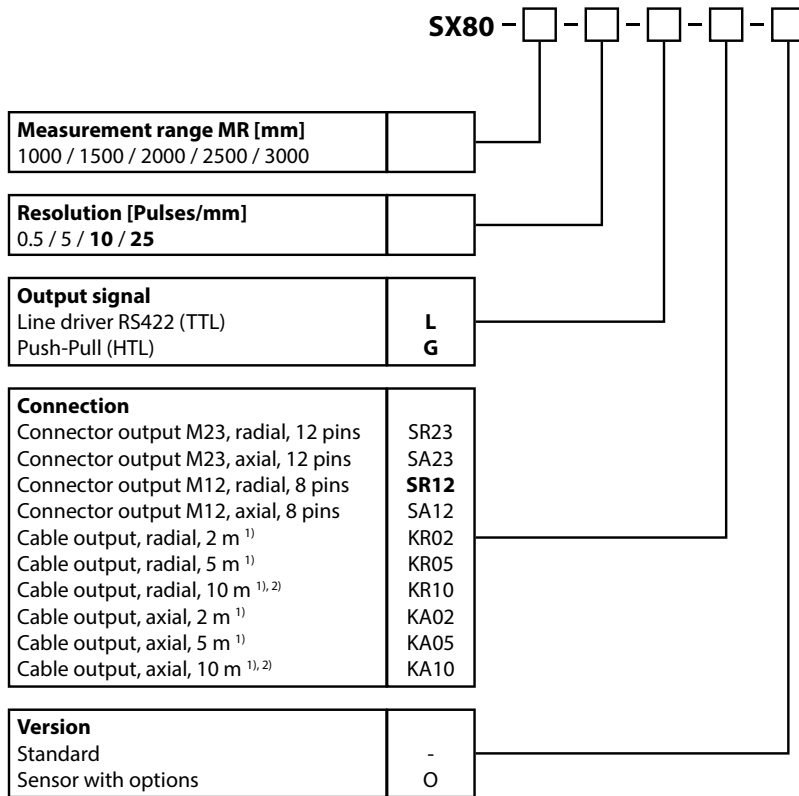 SX80 - - - - -
Measurement range MR [mm]
1000 / 1500 / 2000 / 2500 / 3000
Resolution [Pulses/mm]
0.5 / 5 / 10 / 25
Output signal
Line driver RS422 (TTL) L
Push-Pull (HTL) G
Connection
Connector output M23, radial, 12 pins SR23
Connector output M23, axial, 12 pins SA23
Connector output M12, radial, 8 pins SR12
Connector output M12, axial, 8 pins SA12
Cable output, radial, 2 m 1) KR02
Cable output, radial, 5 m 1) KR05
Cable output, radial, 10 m 1), 2) KR10
Cable output, axial, 2 m 1) KA02
Cable output, axial, 5 m 1) KA05
Cable output, axial, 10 m 1), 2) KA10
Version
Standard -
Sensor with options O